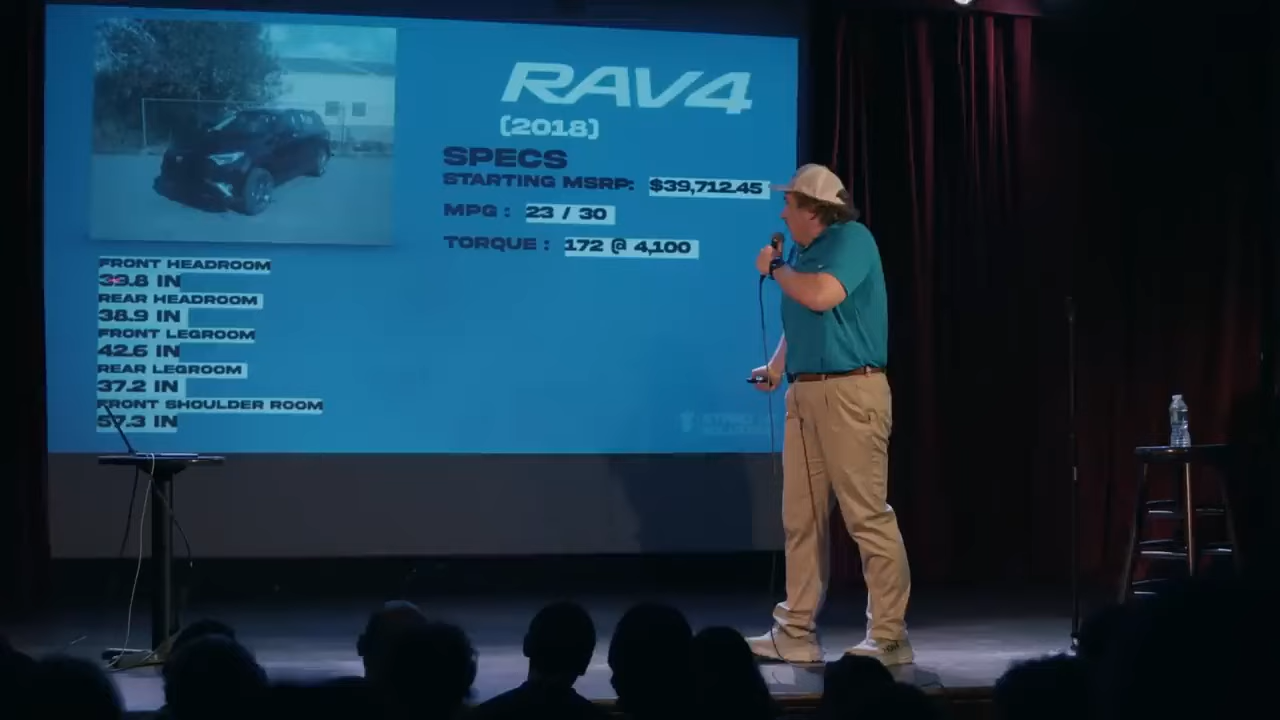 RAV4
(2018)
SPECS
STARTING MSRP: $39,712.45
MPG : 23 / 30
TORQUE : 172 @ 4,100
FRONT HEADROOM
39.8 IN
REAR HEADROOM
38.9 IN
FRONT LEGROOM
42.6 IN
REAR LEGROOM
37.2 IN
FRONT SHOULDER ROOM
57.3 IN